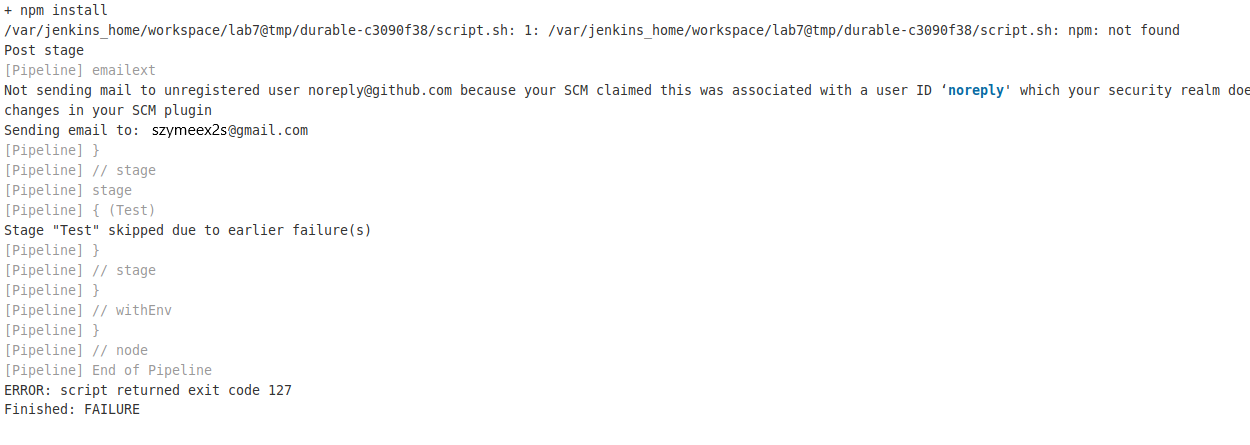 + npm install
/var/jenkins_home/workspace/lab7@tmp/durable-c3090f38/script.sh: 1: /var/jenkins_home/workspace/lab7@tmp/durable-c3090f38/script.sh: npm: not found
Post stage
[Pipeline] emailext
Not sending mail to unregistered user noreply@github.com because your SCM claimed this was associated with a user ID ‘noreply' which your security realm doe
changes in your SCM plugin
Sending email to: szymeex2s@gmail.com
[Pipeline] }
[Pipeline] // stage
[Pipeline] stage
[Pipeline] { (Test)
Stage "Test" skipped due to earlier failure(s)
[Pipeline] }
[Pipeline] // stage
[Pipeline] }
[Pipeline] // withEnv
[Pipeline] }
[Pipeline] // node
[Pipeline] End of Pipeline
ERROR: script returned exit code 127
Finished: FAILURE